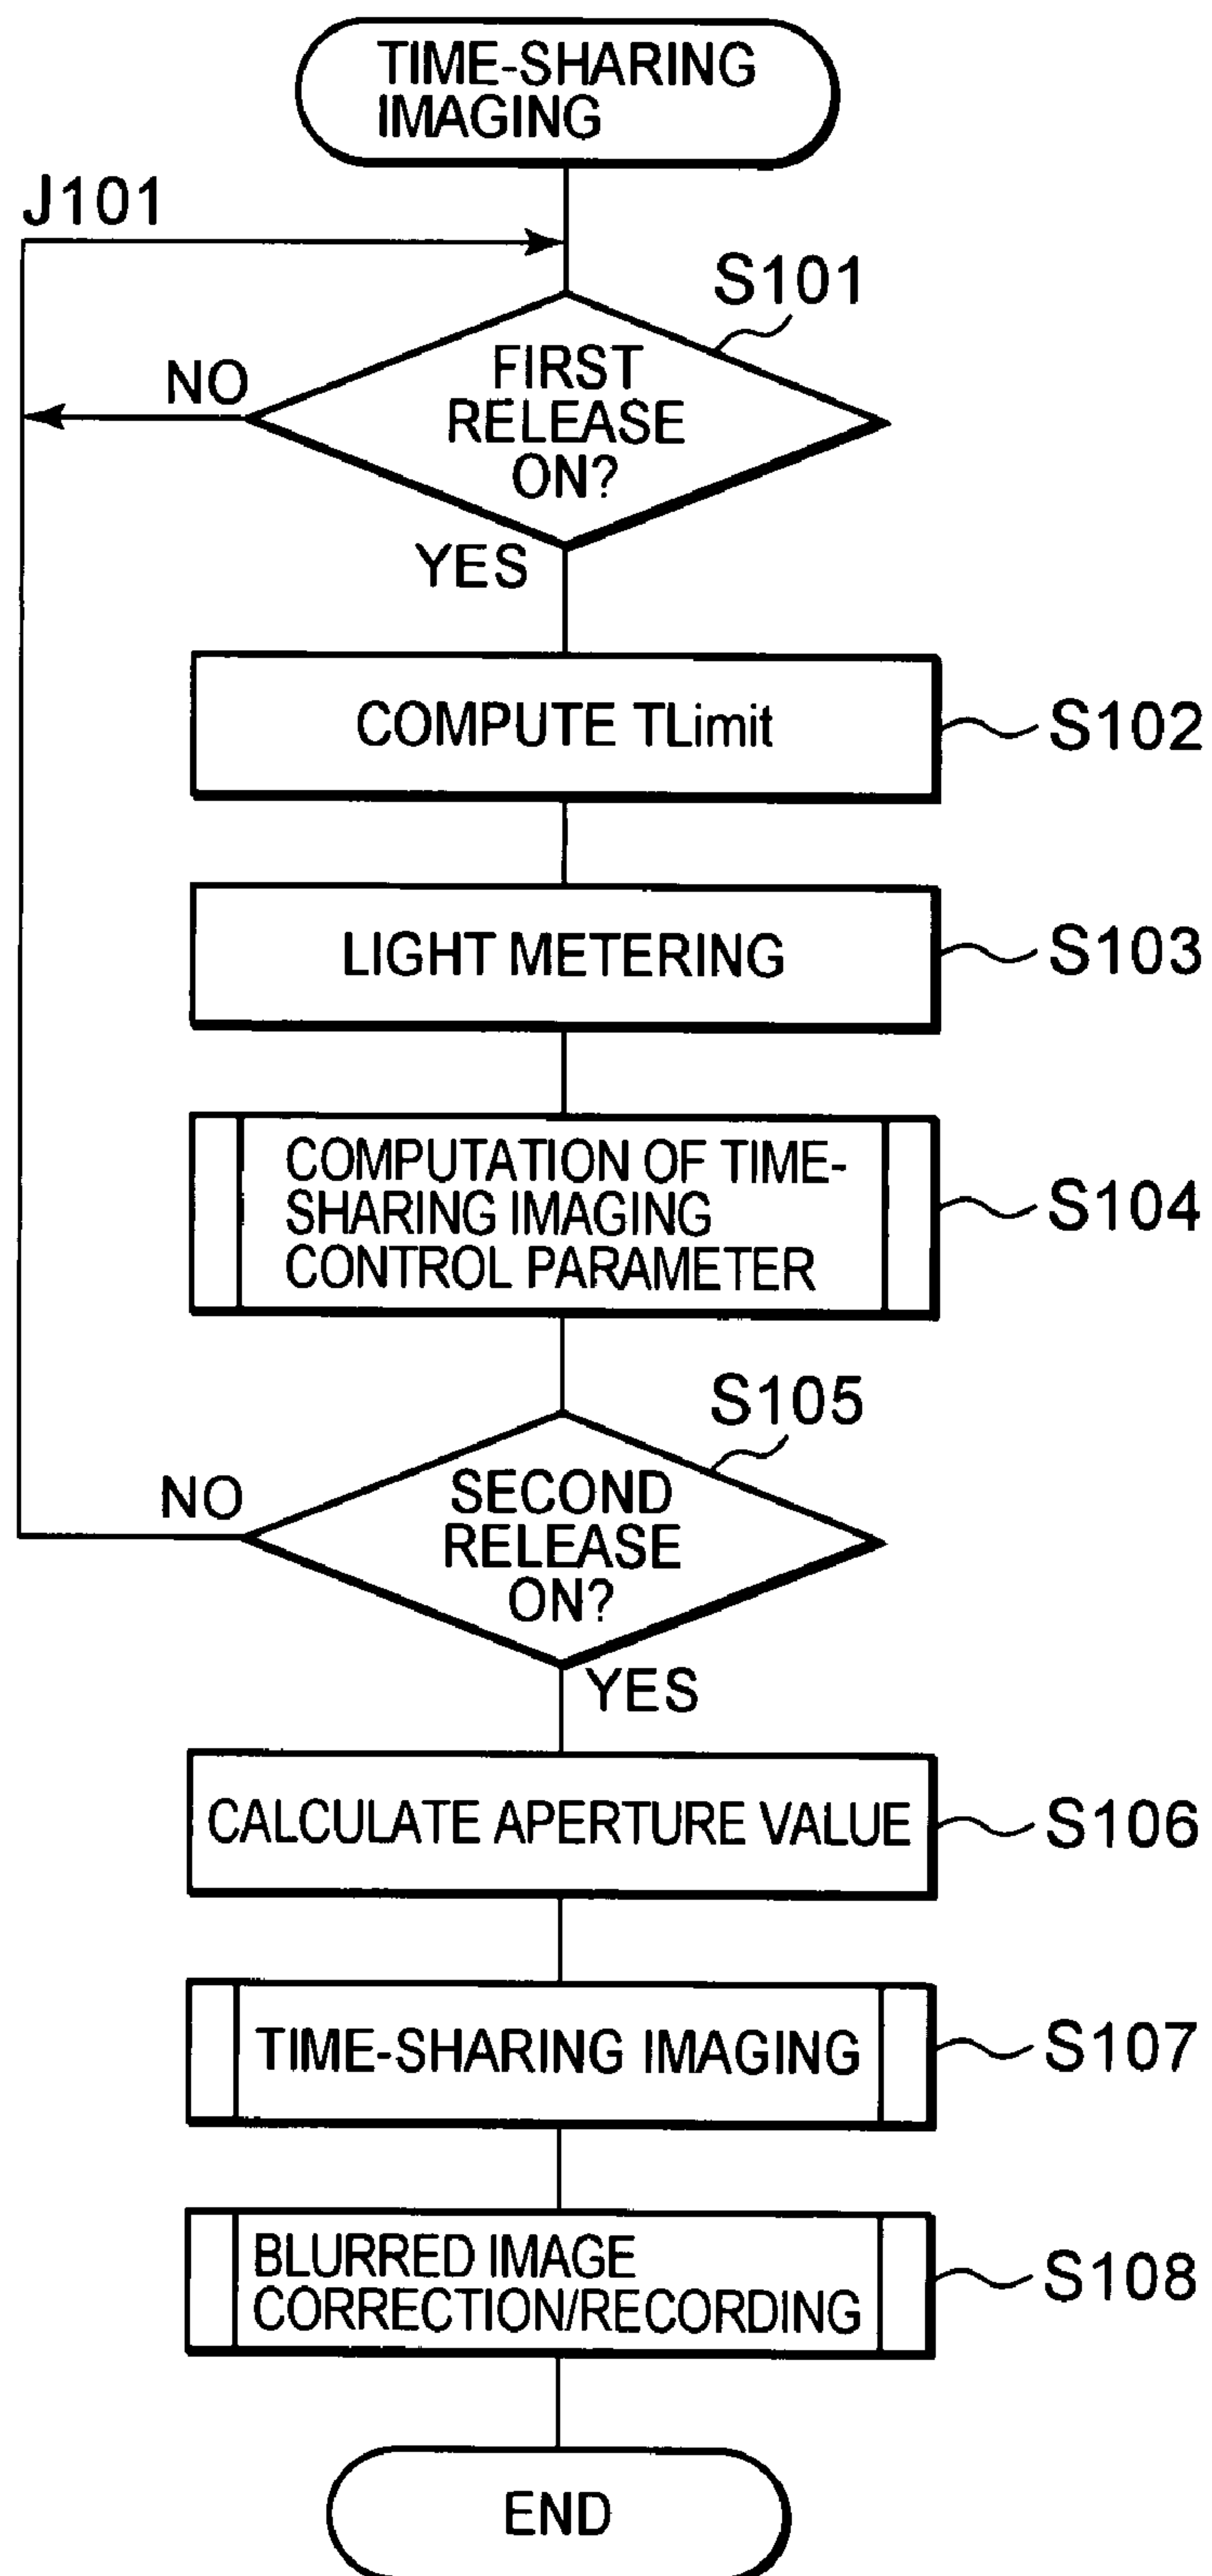 TIME-SHARING
IMAGING
J101
S101
FIRST
RELEASE
ON?
NO
YES
COMPUTE TLimit
S102
LIGHT METERING
S103
COMPUTATION OF TIME-
SHARING IMAGING
CONTROL PARAMETER
S104
S105
SECOND
RELEASE
ON?
NO
YES
CALCULATE APERTURE VALUE
S106
TIME-SHARING IMAGING
S107
BLURRED IMAGE
CORRECTION/RECORDING
S108
END